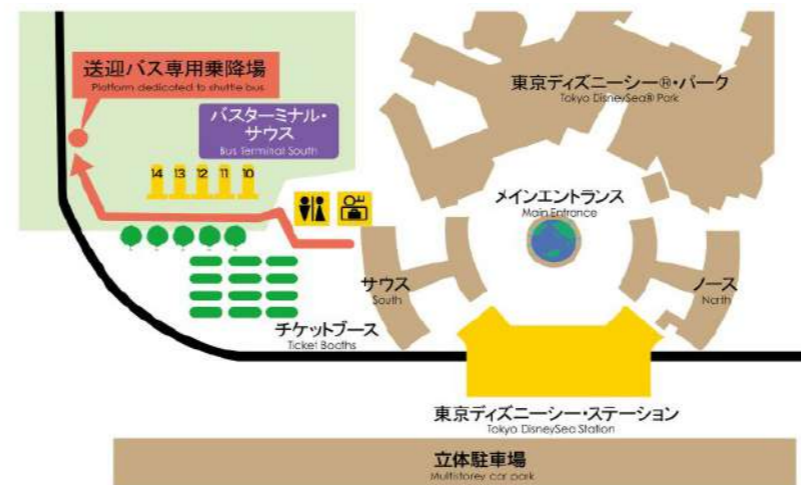 送迎バス専用乗降場
Platform dedicated to shuttle bus
バスターミナル・
サウス
Bus Terminal South
14 13 12 11 10
東京ディズニーシー®・パーク
Tokyo DisneySea® Park
メインエントランス
Main Entrance
サウス
South
ノース
North
チケットブース
Ticket Booths
東京ディズニーシー・ステーション
Tokyo DisneySea Station
立体駐車場
Multistorey car park